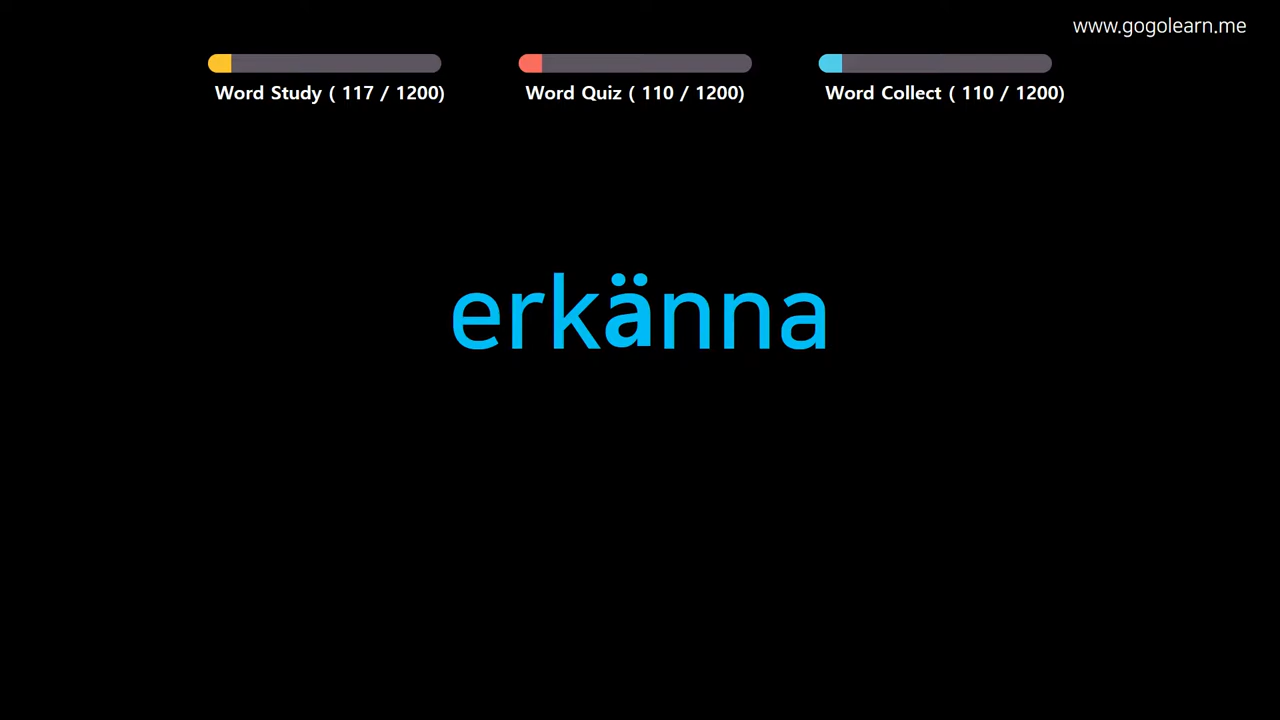 www.gogolearn.me
Word Study ( 117 / 1200)
Word Quiz ( 110 / 1200)
Word Collect ( 110 / 1200)
erkänna